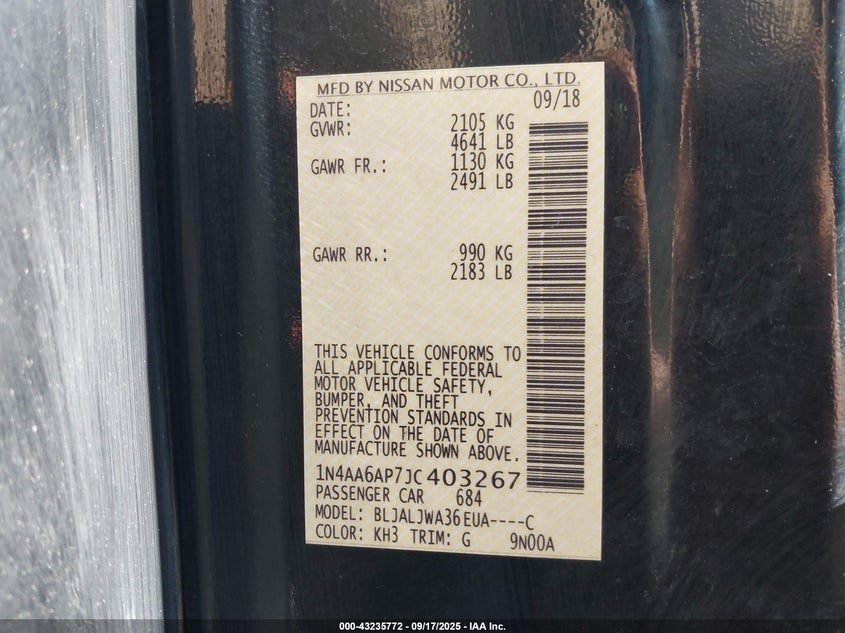 MFD BY NISSAN MOTOR CO., LTD.
DATE: 09/18
GVWR: 2105 KG
4641 LB
GAWR FR.: 1130 KG
2491 LB
GAWR RR.: 990 KG
2183 LB
THIS VEHICLE CONFORMS TO
ALL APPLICABLE FEDERAL
MOTOR VEHICLE SAFETY,
BUMPER, AND THEFT
PREVENTION STANDARDS IN
EFFECT ON THE DATE OF
MANUFACTURE SHOWN ABOVE.
1N4AA6AP7JC403267
PASSENGER CAR 684
MODEL: BLJALJWA36EUA----C
COLOR: KH3 TRIM: G 9N00A
000-43235772 - 09/17/2025 - IAA Inc.